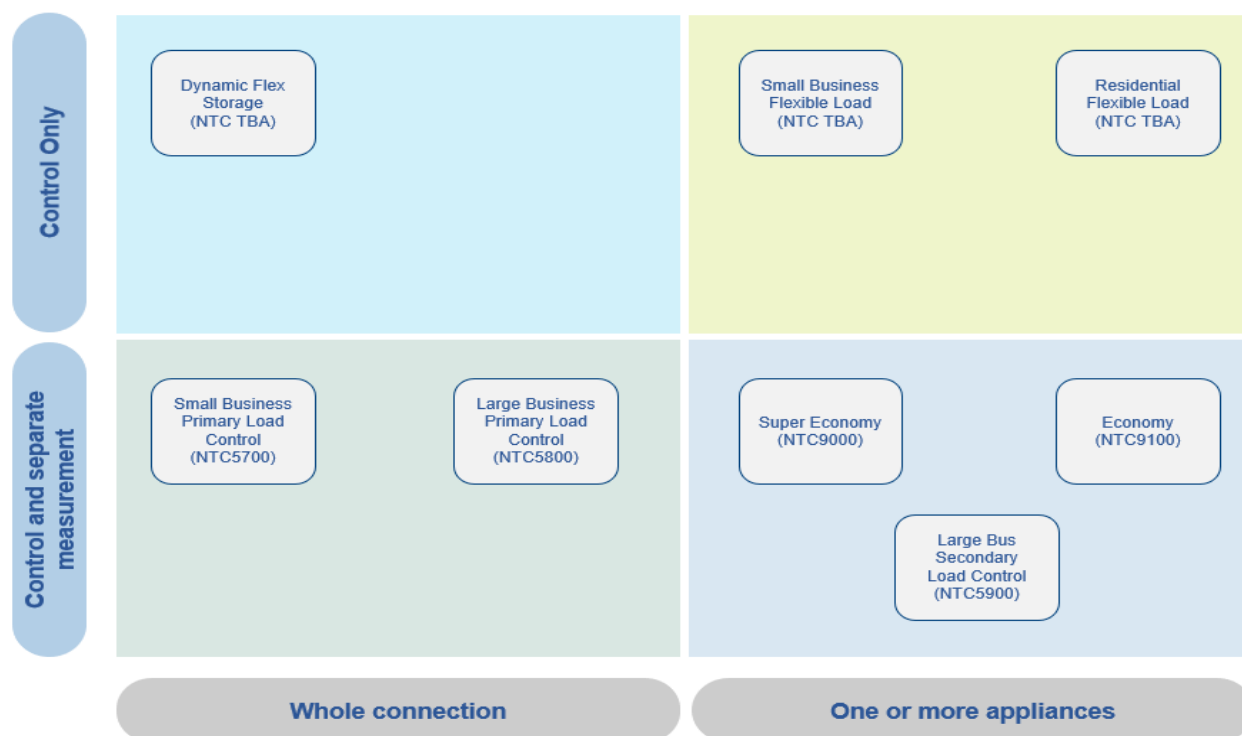 Control Only
Dynamic Flex
Storage
(NTC TBA)
Small Business
Flexible Load
(NTC TBA)
Residential
Flexible Load
(NTC TBA)
Control and separate
measurement
Small Business
Primary Load
Control
(NTC5700)
Large Business
Primary Load
Control
(NTC5800)
Super Economy
(NTC9000)
Economy
(NTC9100)
Large Bus
Secondary
Load Control
(NTC5900)
Whole connection
One or more appliances